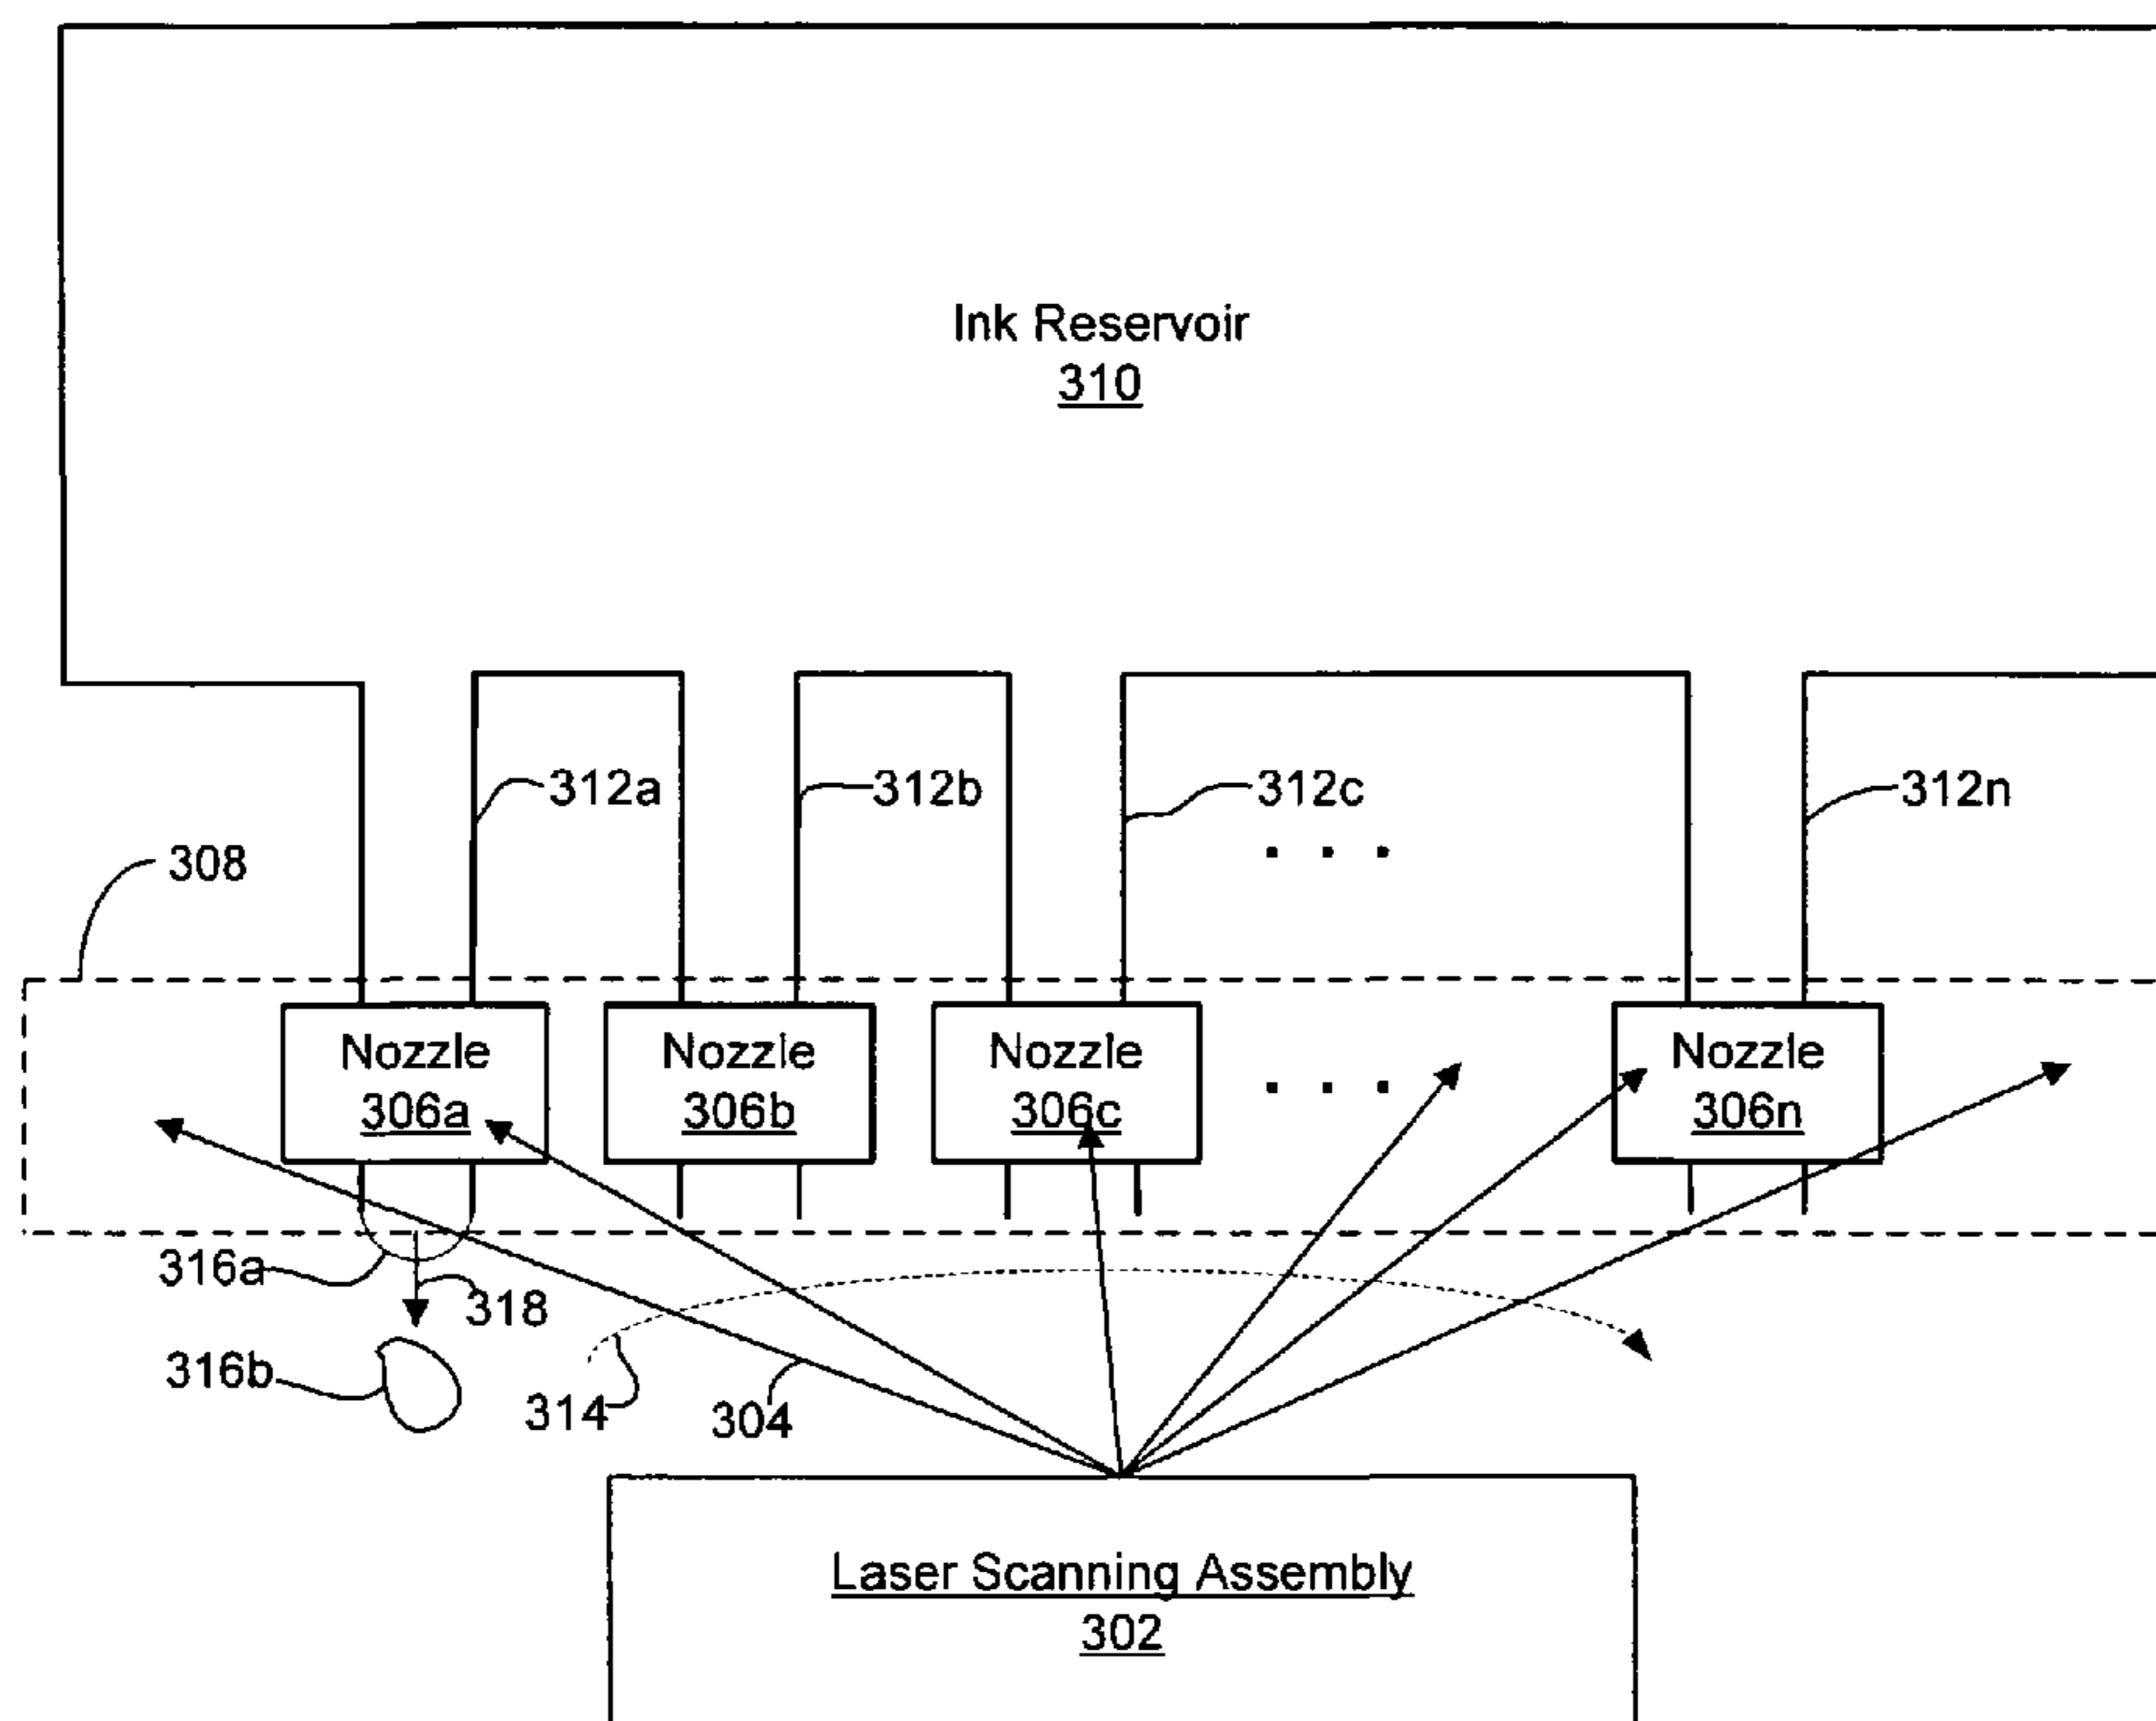 Ink Reservoir
310
312a
312b
312c
312n
. . .
308
Nozzle
306a
Nozzle
306b
Nozzle
306c
. . .
Nozzle
306n
316a
318
316b
314
304
Laser Scanning Assembly
302